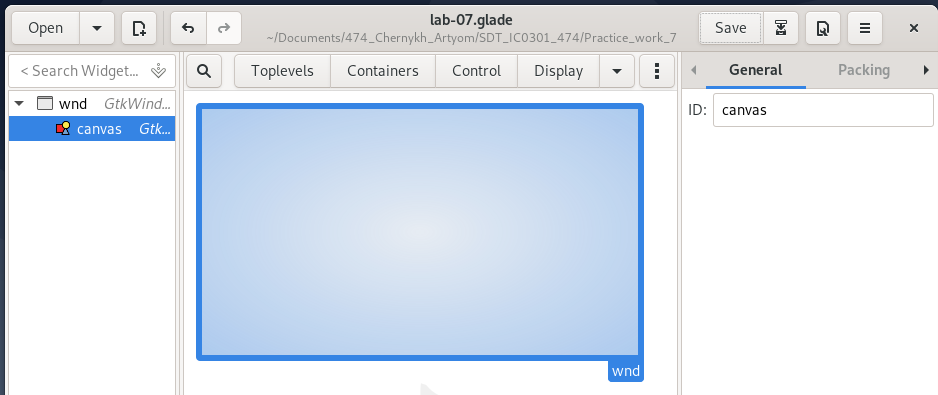 lab-07.glade
Open
~/Documents/474_Chernykh_Artyom/SDT_IC0301_474/Practice_work_7
Save
< Search Widget...
Toplevels
Containers
Control
Display
General
Packing
wnd GtkWind...
canvas Gtk...
ID: canvas
wnd